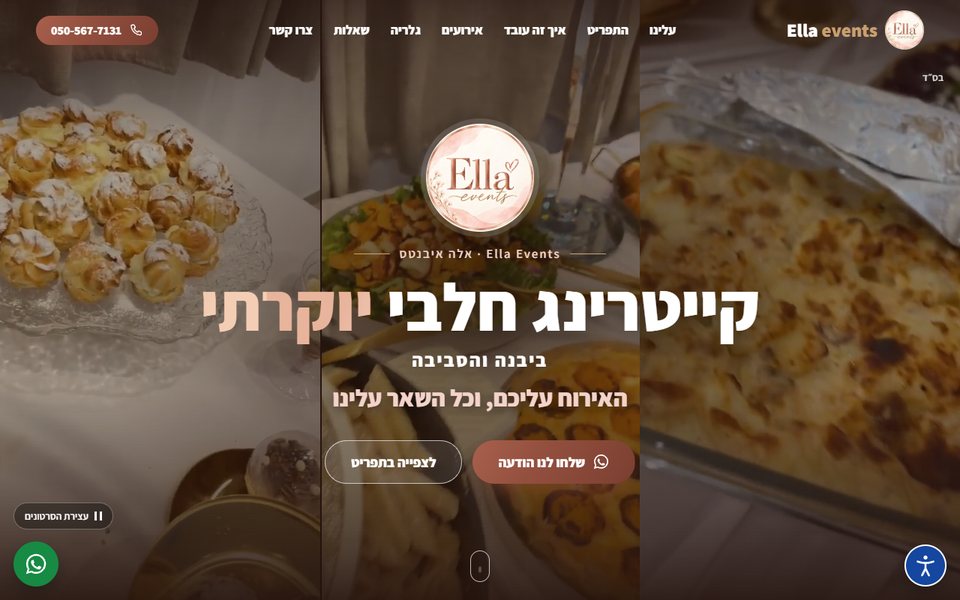 Ella events
עלינו
התפריט
איך זה עובד
אירועים
גלריה
שאלות
צרו קשר
050-567-7131
בס״ד
Ella
events
אלה איבנטס · Ella Events
קייטרינג חלבי יוקרתי
ביבנה והסביבה
האירוח עליכם, וכל השאר עלינו
שלחו לנו הודעה
לצפייה בתפריט
עצירת הסרטונים